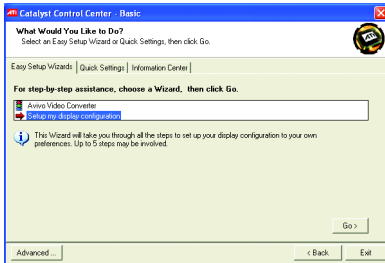 ATI Catalyst Control Center - Basic
What Would You Like to Do?
Select an Easy Setup Wizard or Quick Settings, then click Go.
ATI
Easy Setup Wizards Quick Settings Information Center
For step-by-step assistance, choose a Wizard, then click Go.
Avivo Video Converter
Setup my display configuration
This Wizard will take you through all the steps to set up your display configuration to your own
preferences. Up to 5 steps may be involved.
Go >
Advanced ... < Back Exit